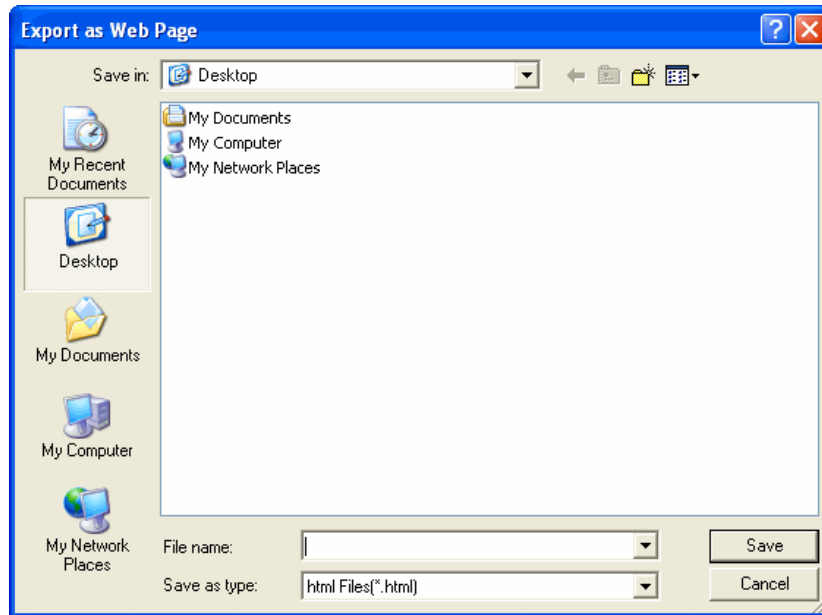 Export as Web Page
Save in:
Desktop
My Documents
My Computer
My Network Places
My Recent
Documents
Desktop
My Documents
My Computer
My Network
Places
File name:
Save
Save as type:
html Files(*.html)
Cancel